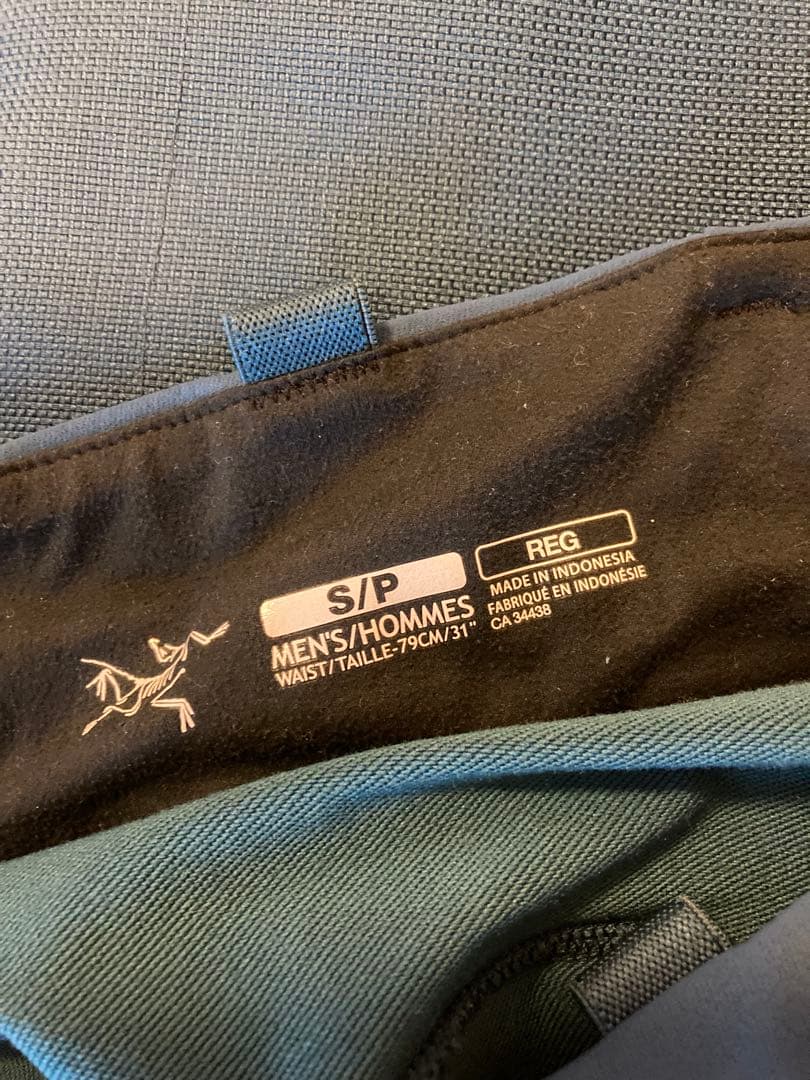 S/P
MEN'S/HOMMES
WAIST/TAILLE-79CM/31"
REG
MADE IN INDONESIA
FABRIQUÉ EN INDONÉSIE
CA 34438